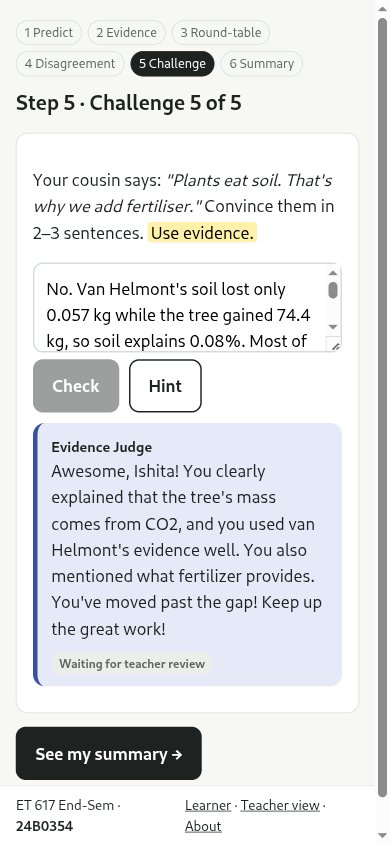 1 Predict 2 Evidence 3 Round-table
4 Disagreement 5 Challenge 6 Summary
Step 5 · Challenge 5 of 5
Your cousin says: "Plants eat soil. That's
why we add fertiliser." Convince them in
2–3 sentences. Use evidence.
No. Van Helmont's soil lost only
0.057 kg while the tree gained 74.4
kg, so soil explains 0.08%. Most of
Check Hint
Evidence Judge
Awesome, Ishita! You clearly
explained that the tree's mass
comes from CO2, and you used van
Helmont's evidence well. You also
mentioned what fertilizer provides.
You've moved past the gap! Keep up
the great work!
Waiting for teacher review
See my summary →
ET 617 End-Sem · Learner · Teacher view ·
24B0354 About